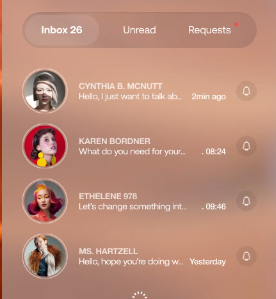 Inbox 26 Unread Requests
CYNTHIA B. MCNUTT
Hello, I just want to talk ab... 2min ago
KAREN BORDNER
What do you need for your... . 08:24
ETHELENE 978
Let's change something int... . 09:46
MS. HARTZELL
Hello, hope you're doing w... Yesterday